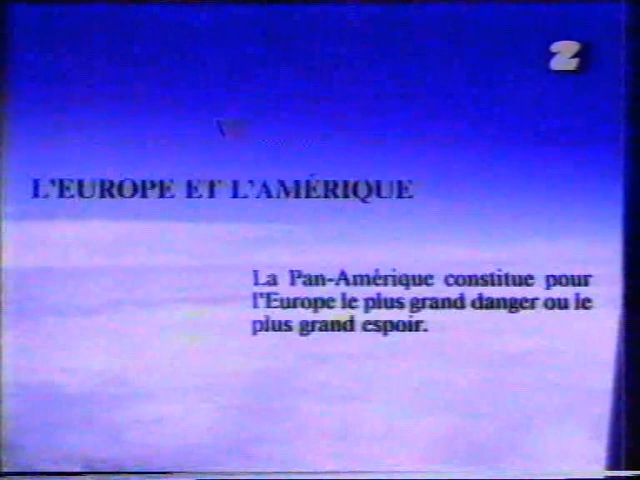 2
L'EUROPE ET L'AMÉRIQUE
La Pan-Amérique constitue pour
l'Europe le plus grand danger ou le
plus grand espoir.